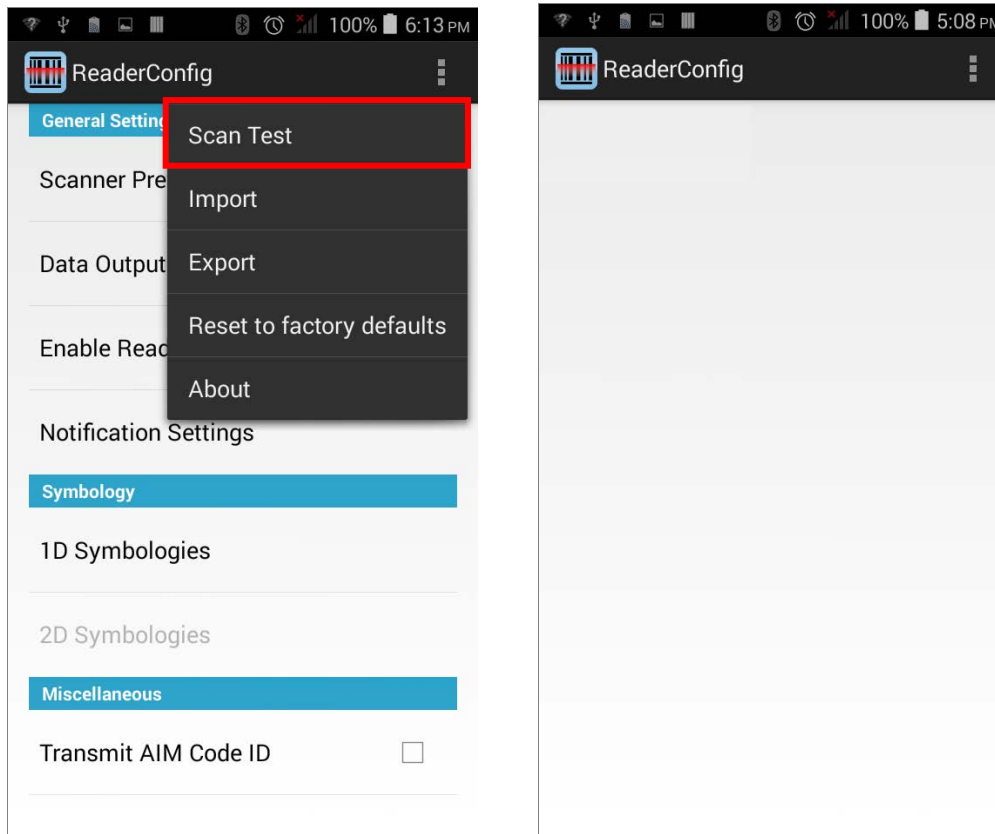 100% 6:13 PM
ReaderConfig
General Setting
Scan Test
Scanner Pre
Import
Data Output
Export
Reset to factory defaults
Enable Read
About
Notification Settings
Symbology
1D Symbologies
2D Symbologies
Miscellaneous
Transmit AIM Code ID
100% 5:08 PM
ReaderConfig